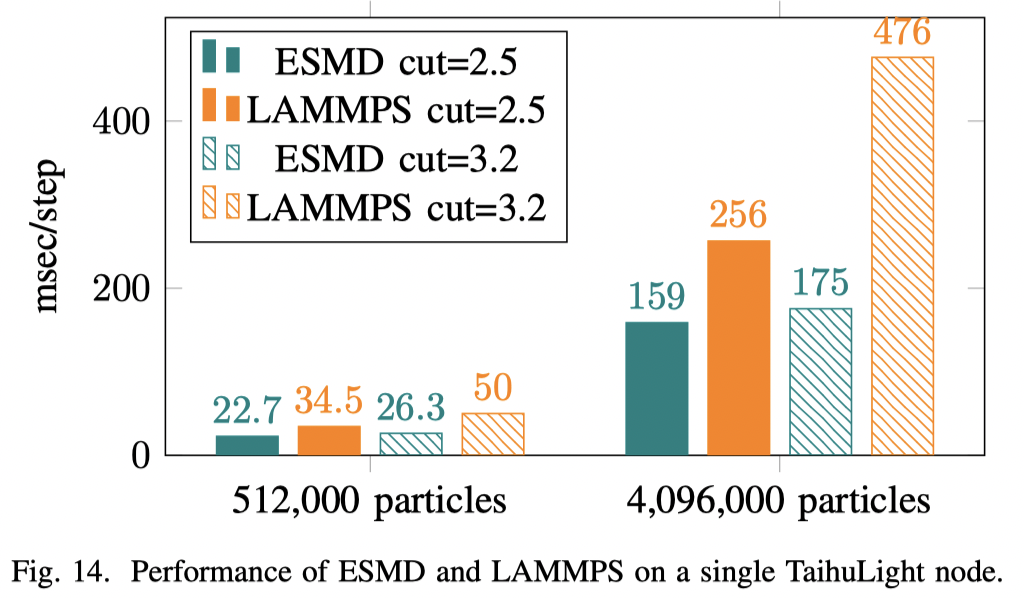 476
ESMD cut=2.5
LAMMPS cut=2.5
ESMD cut=3.2
LAMMPS cut=3.2
400
256
200
159
175
22.7 34.5 26.3 50
0
msec/step
512,000 particles
4,096,000 particles
Fig. 14. Performance of ESMD and LAMMPS on a single TaihuLight node.